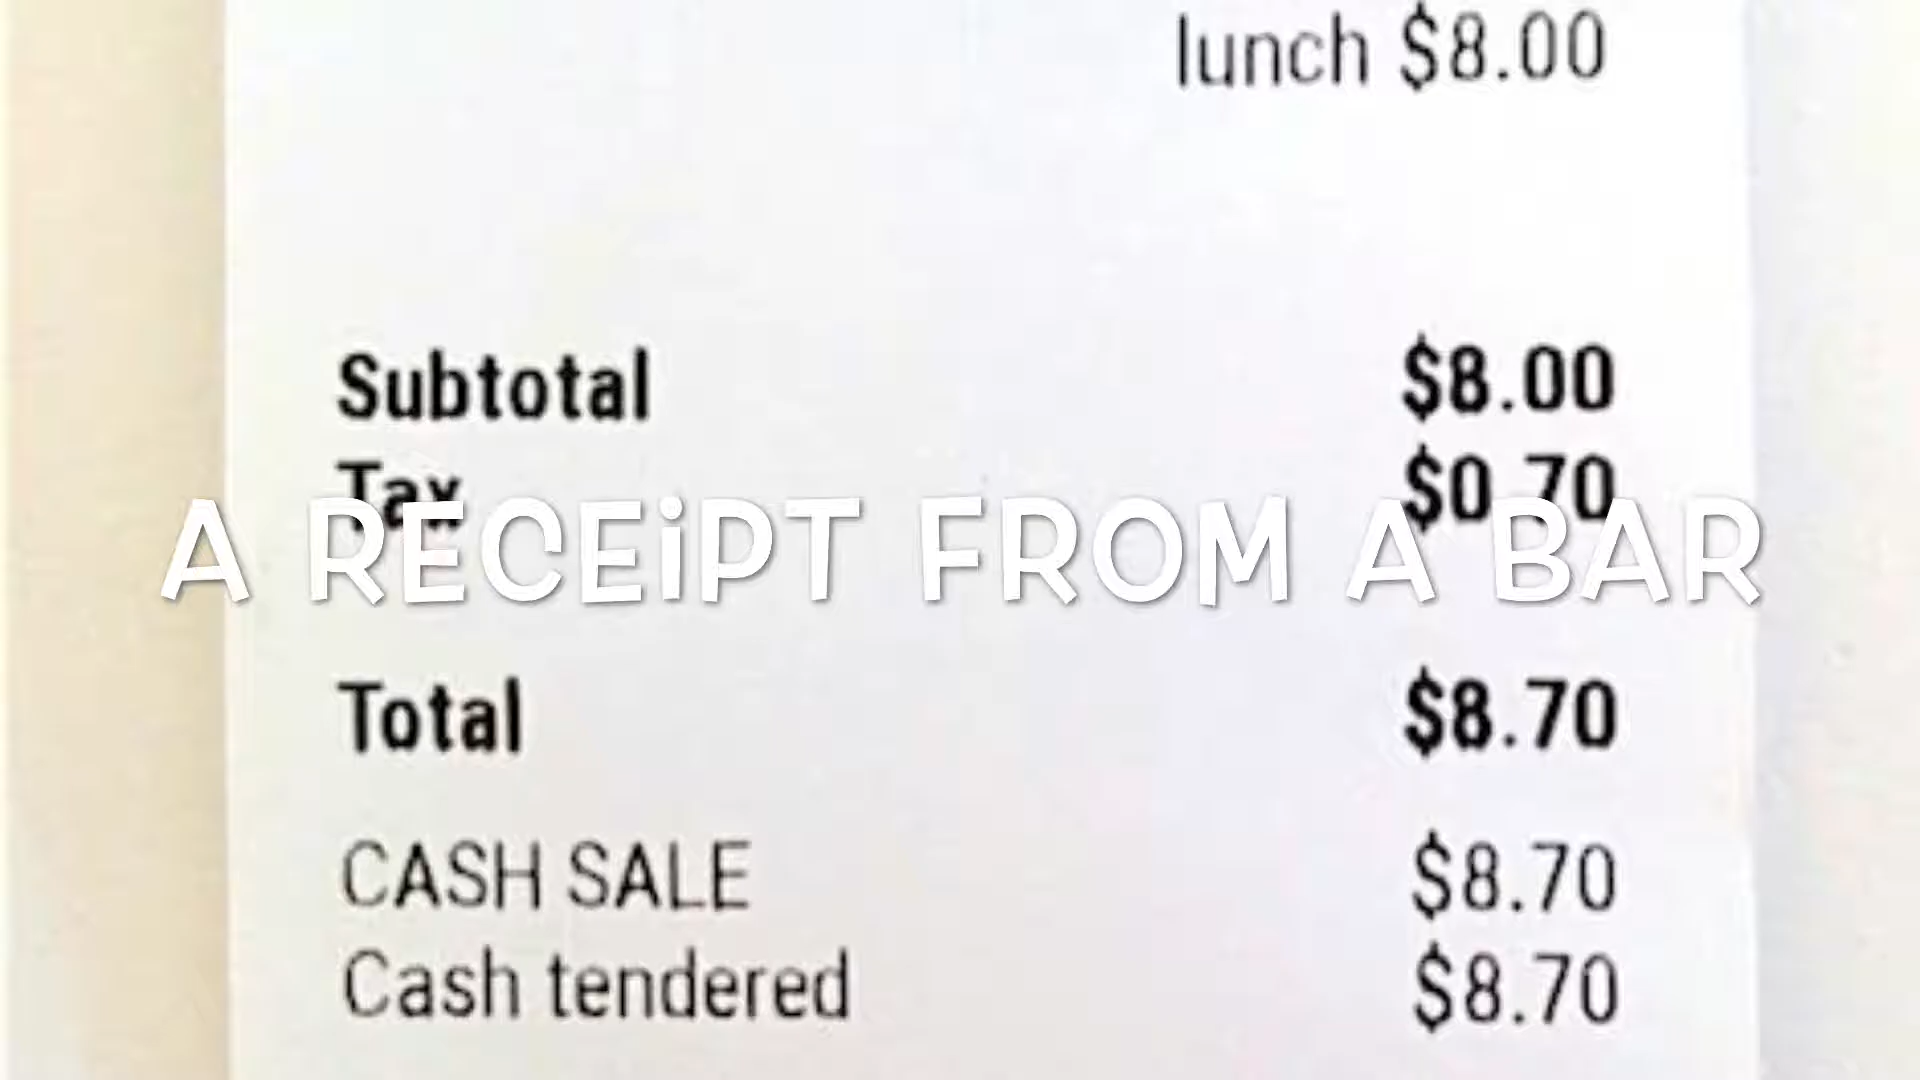 lunch $8.00
Subtotal $8.00
Tax $0.70
A RECEiPT FROM A BAR
Total $8.70
CASH SALE $8.70
Cash tendered $8.70